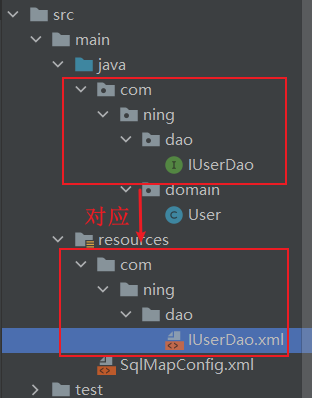 src
main
java
com
ning
dao
IUserDao
domain
对应
User
resources
com
ning
dao
IUserDao.xml
SqlMapConfig.xml
test